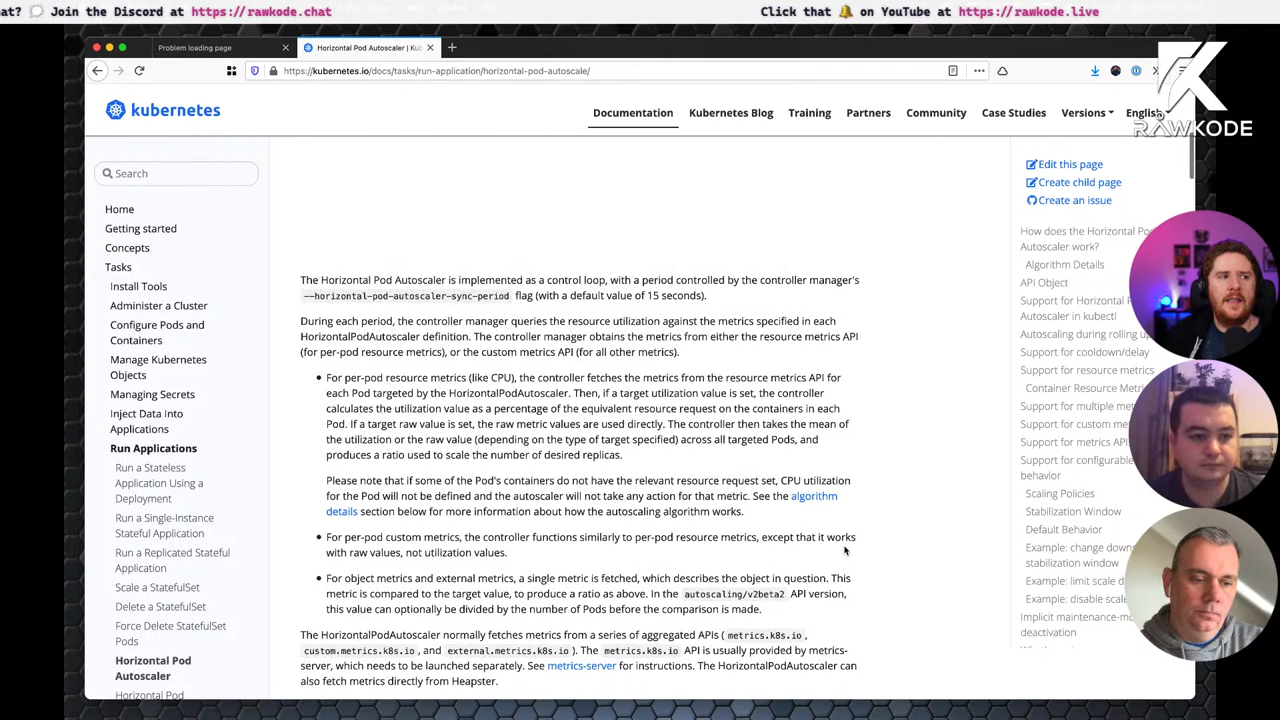 hat? 💬 Join the Discord at https://rawkode.chat
Click that 🔔 on YouTube at https://rawkode.live
Problem loading page
Horizontal Pod Autoscaler | Kub
https://kubernetes.io/docs/tasks/run-application/horizontal-pod-autoscale/
RAWKODE
kubernetes
Documentation
Kubernetes Blog
Training
Partners
Community
Case Studies
Versions
English
Search
Home
Getting started
Concepts
Tasks
Install Tools
Administer a Cluster
Configure Pods and
Containers
Manage Kubernetes
Objects
Managing Secrets
Inject Data Into
Applications
Run Applications
Run a Stateless
Application Using a
Deployment
Run a Single-Instance
Stateful Application
Run a Replicated Stateful
Application
Scale a StatefulSet
Delete a StatefulSet
Force Delete StatefulSet
Pods
Horizontal Pod
Autoscaler
Horizontal Pod
The Horizontal Pod Autoscaler is implemented as a control loop, with a period controlled by the controller manager's
--horizontal-pod-autoscaler-sync-period flag (with a default value of 15 seconds).
During each period, the controller manager queries the resource utilization against the metrics specified in each
HorizontalPodAutoscaler definition. The controller manager obtains the metrics from either the resource metrics API
(for per-pod resource metrics), or the custom metrics API (for all other metrics).
• For per-pod resource metrics (like CPU), the controller fetches the metrics from the resource metrics API for
each Pod targeted by the HorizontalPodAutoscaler. Then, if a target utilization value is set, the controller
calculates the utilization value as a percentage of the equivalent resource request on the containers in each
Pod. If a target raw value is set, the raw metric values are used directly. The controller then takes the mean of
the utilization or the raw value (depending on the type of target specified) across all targeted Pods, and
produces a ratio used to scale the number of desired replicas.
Please note that if some of the Pod's containers do not have the relevant resource request set, CPU utilization
for the Pod will not be defined and the autoscaler will not take any action for that metric. See the algorithm
details section below for more information about how the autoscaling algorithm works.
• For per-pod custom metrics, the controller functions similarly to per-pod resource metrics, except that it works
with raw values, not utilization values.
• For object metrics and external metrics, a single metric is fetched, which describes the object in question. This
metric is compared to the target value, to produce a ratio as above. In the autoscaling/v2beta2 API version,
this value can optionally be divided by the number of Pods before the comparison is made.
The HorizontalPodAutoscaler normally fetches metrics from a series of aggregated APIs ( metrics.k8s.io ,
custom.metrics.k8s.io , and external.metrics.k8s.io ). The metrics.k8s.io API is usually provided by metrics-
server, which needs to be launched separately. See metrics-server for instructions. The HorizontalPodAutoscaler can
also fetch metrics directly from Heapster.
Edit this page
Create child page
Create an issue
How does the Horizontal Pod
Autoscaler work?
Algorithm Details
API Object
Support for Horizontal
Autoscaler in kubectl
Autoscaling during rolling
Support for cooldown/delay
Support for resource metrics
Container Resource Metri
Support for multiple
Support for custom
Support for metrics
Support for configurable
behavior
Scaling Policies
Stabilization Window
Default Behavior
Example: change down
stabilization window
Example: limit scale
Example: disable scale
Implicit maintenance-m
deactivation